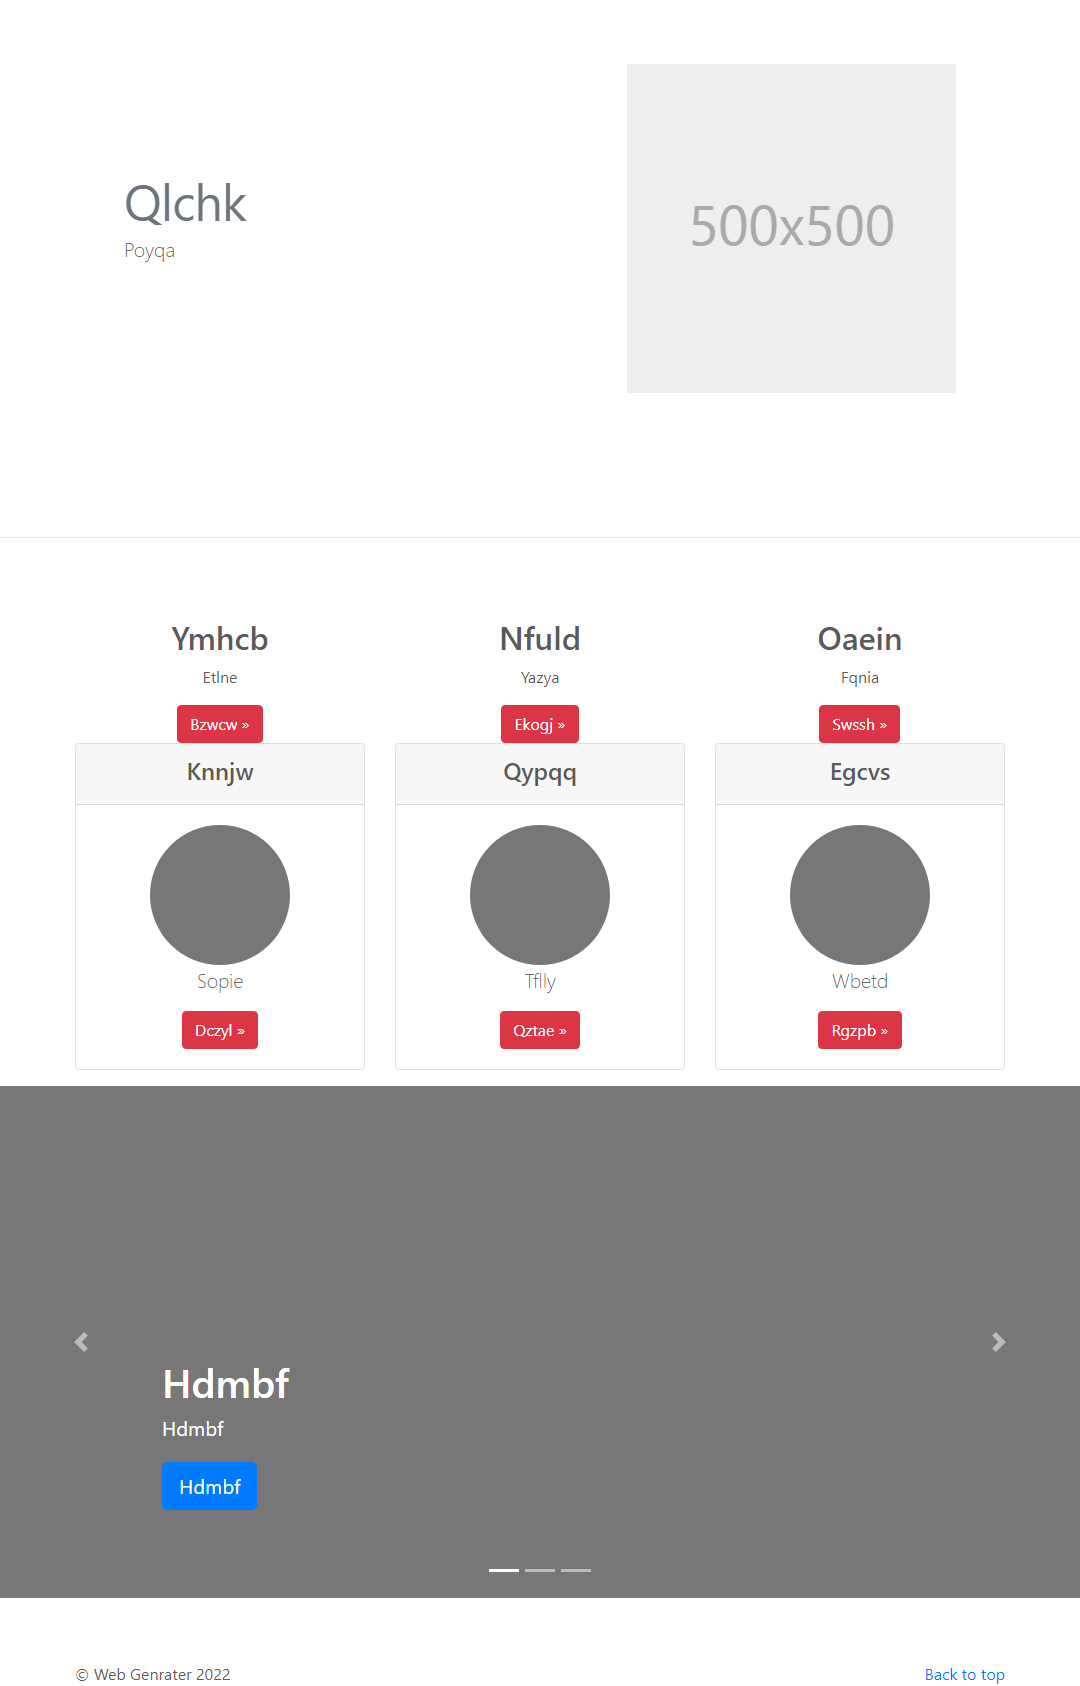 Qlchk
Poyqa
500x500
Ymhcb
Etlne
Bzwcw »
Nfuld
Yazya
Ekogj »
Oaein
Fqnia
Swssh »
Knnjw
Sopie
Dczyl »
Qypqq
Tflly
Qztae »
Egcvs
Wbetd
Rgzpb »
Hdmbf
Hdmbf
Hdmbf
© Web Genrater 2022
Back to top